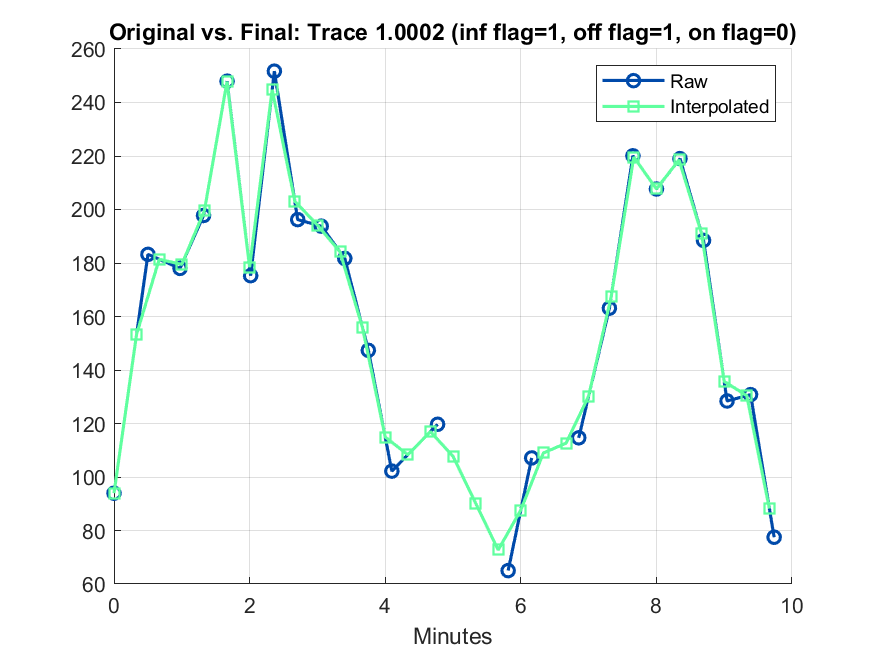 Original vs. Final: Trace 1.0002 (inf flag=1, off flag=1, on flag=0)
260
240
220
200
180
160
140
120
100
80
60
Raw
Interpolated
0 2 4 6 8 10
Minutes